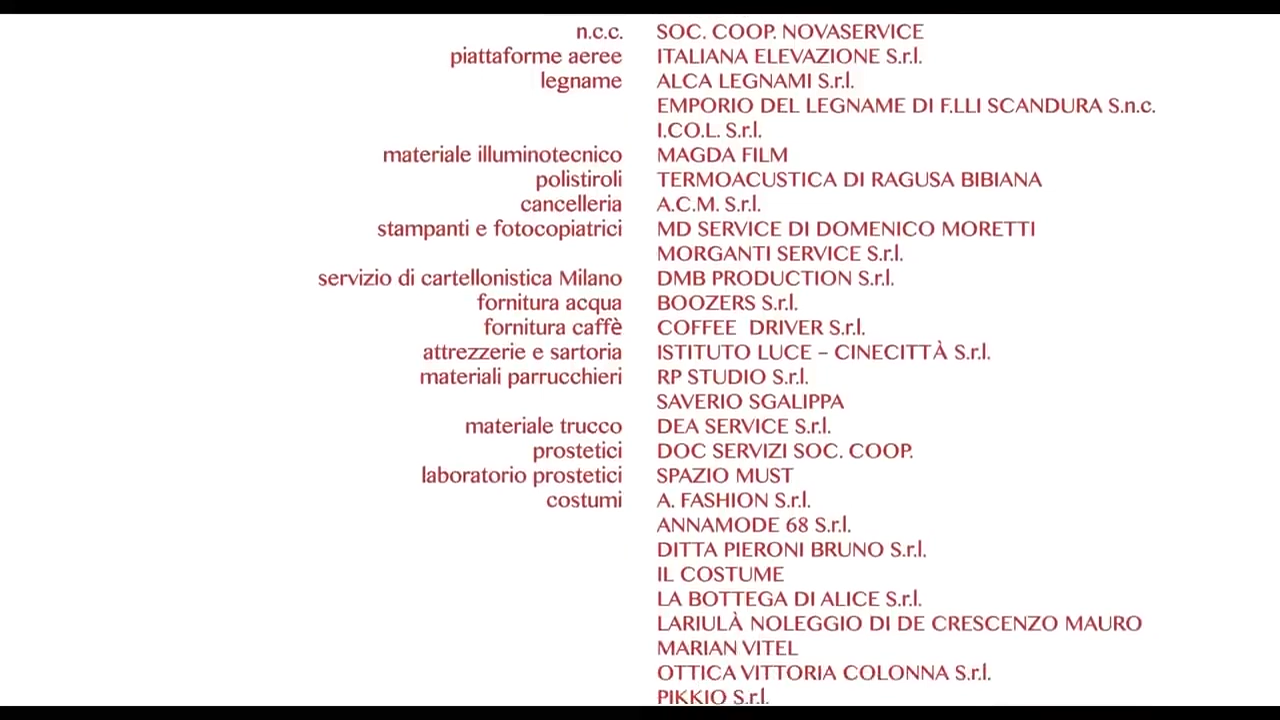 n.c.c. SOC. COOP. NOVASERVICE
piattaforme aeree ITALIANA ELEVAZIONE S.r.l.
legname ALCA LEGNAMI S.r.l.
EMPORIO DEL LEGNAME DI F.LLI SCANDURA S.n.c.
I.CO.L. S.r.l.
materiale illuminotecnico MAGDA FILM
polistiroli TERMOACUSTICA DI RAGUSA BIBIANA
cancelleria A.C.M. S.r.l.
stampanti e fotocopiatrici MD SERVICE DI DOMENICO MORETTI
MORGANTI SERVICE S.r.l.
servizio di cartellonistica Milano DMB PRODUCTION S.r.l.
fornitura acqua BOOZERS S.r.l.
fornitura caffè COFFEE DRIVER S.r.l.
attrezzerie e sartoria ISTITUTO LUCE – CINECITTÀ S.r.l.
materiali parrucchieri RP STUDIO S.r.l.
SAVERIO SGALIPPA
materiale trucco DEA SERVICE S.r.l.
prostetici DOC SERVIZI SOC. COOP.
laboratorio prostetici SPAZIO MUST
costumi A. FASHION S.r.l.
ANNAMODE 68 S.r.l.
DITTA PIERONI BRUNO S.r.l.
IL COSTUME
LA BOTTEGA DI ALICE S.r.l.
LARIULÀ NOLEGGIO DI DE CRESCENZO MAURO
MARIAN VITEL
OTTICA VITTORIA COLONNA S.r.l.
PIKKIO S.r.l.